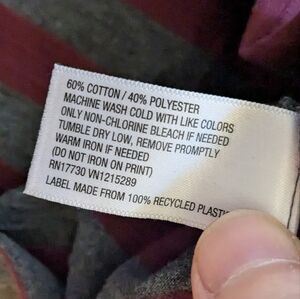 60% COTTON / 40% POLYESTER
MACHINE WASH COLD WITH LIKE COLORS
ONLY NON-CHLORINE BLEACH IF NEEDED
TUMBLE DRY LOW, REMOVE PROMPTLY
WARM IRON IF NEEDED
(DO NOT IRON ON PRINT)
RN17730 VN1215289
LABEL MADE FROM 100% RECYCLED PLASTI